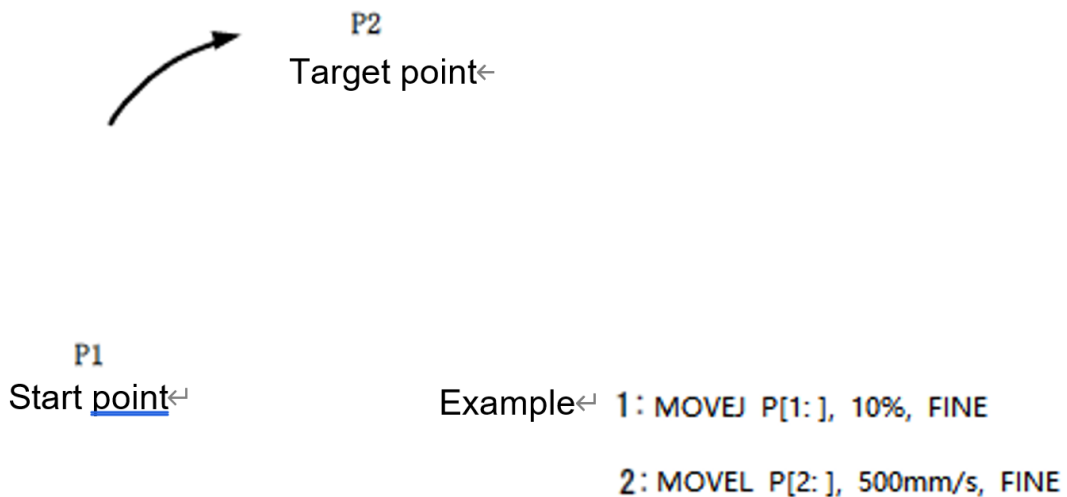 P2
Target point
P1
Start point
Example
1: MOVEJ P[1: ], 10%, FINE
2: MOVEL P[2: ], 500mm/s, FINE